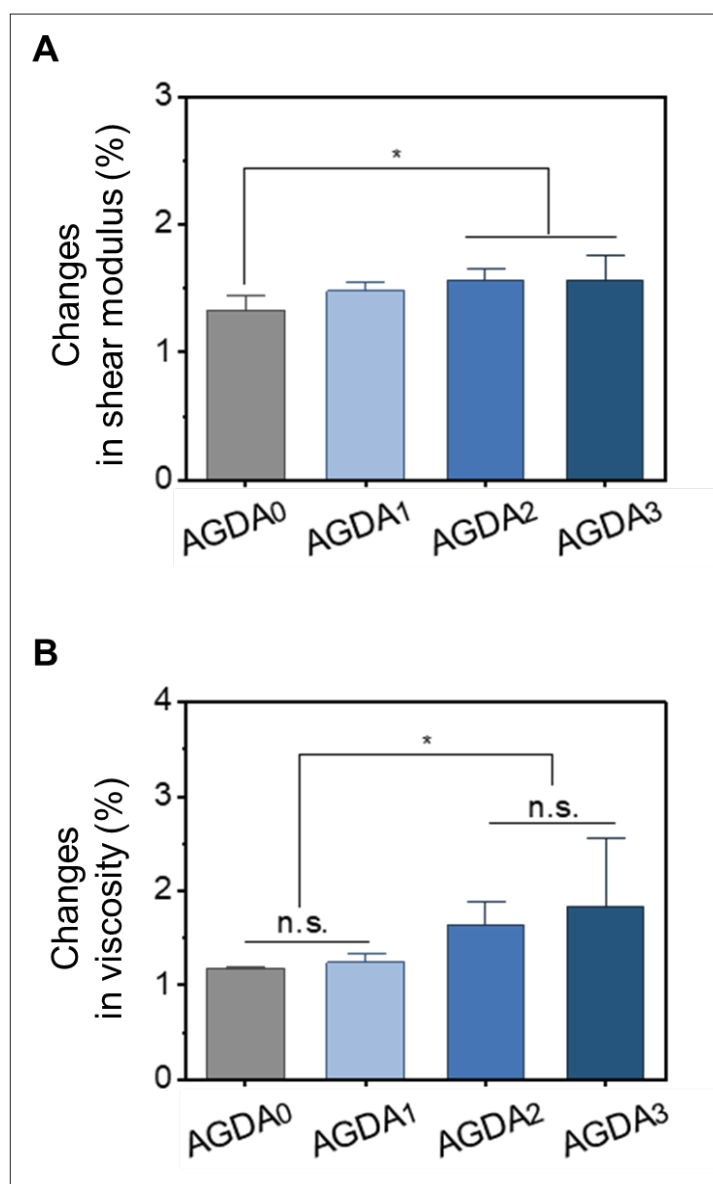 A
Changes
in shear modulus (%)
3
2
1
0
*
AGDA0
AGDA1
AGDA2
AGDA3
B
Changes
in viscosity (%)
4
3
2
1
0
*
n.s.
n.s.
AGDA0
AGDA1
AGDA2
AGDA3